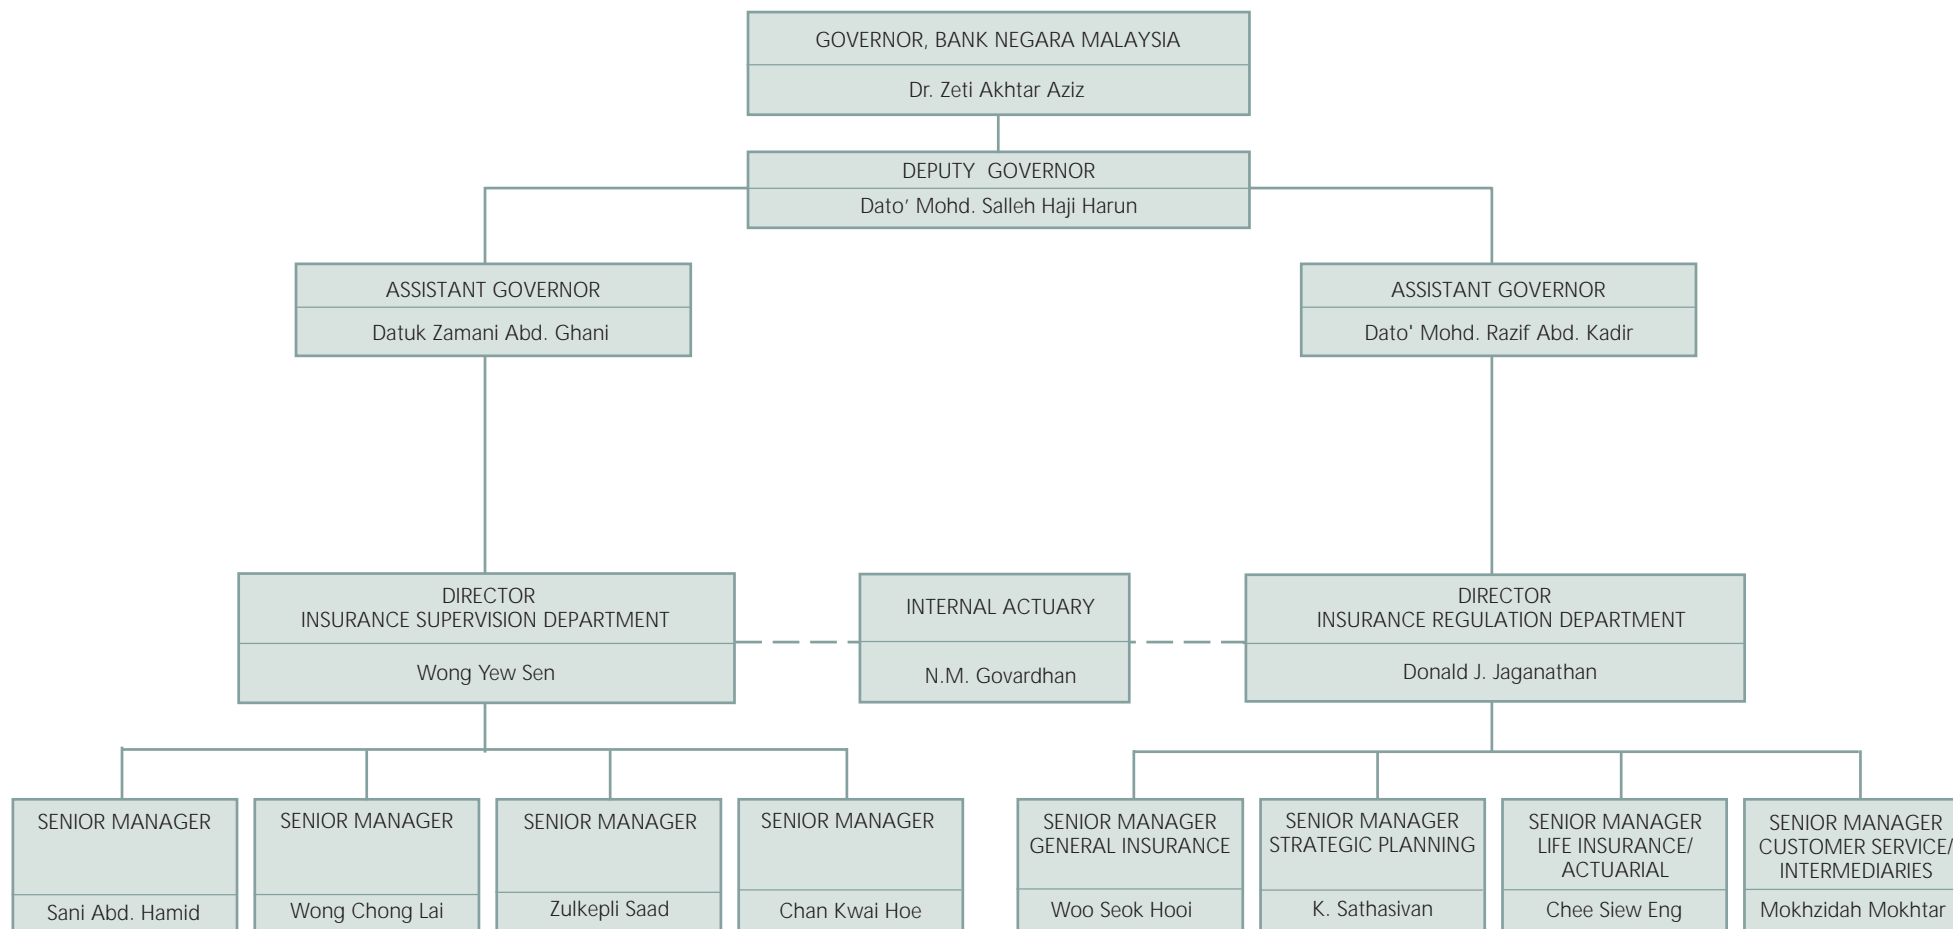 GOVERNOR, BANK NEGARA MALAYSIA
Dr. Zeti Akhtar Aziz
DEPUTY GOVERNOR
Dato’ Mohd. Salleh Haji Harun
ASSISTANT GOVERNOR
Datuk Zamani Abd. Ghani
ASSISTANT GOVERNOR
Dato' Mohd. Razif Abd. Kadir
DIRECTOR
INSURANCE SUPERVISION DEPARTMENT
Wong Yew Sen
INTERNAL ACTUARY
N.M. Govardhan
DIRECTOR
INSURANCE REGULATION DEPARTMENT
Donald J. Jaganathan
SENIOR MANAGER
Sani Abd. Hamid
SENIOR MANAGER
Wong Chong Lai
SENIOR MANAGER
Zulkepli Saad
SENIOR MANAGER
Chan Kwai Hoe
SENIOR MANAGER
GENERAL INSURANCE
Woo Seok Hooi
SENIOR MANAGER
STRATEGIC PLANNING
K. Sathasivan
SENIOR MANAGER
LIFE INSURANCE/
ACTUARIAL
Chee Siew Eng
SENIOR MANAGER
CUSTOMER SERVICE/
INTERMEDIARIES
Mokhzidah Mokhtar